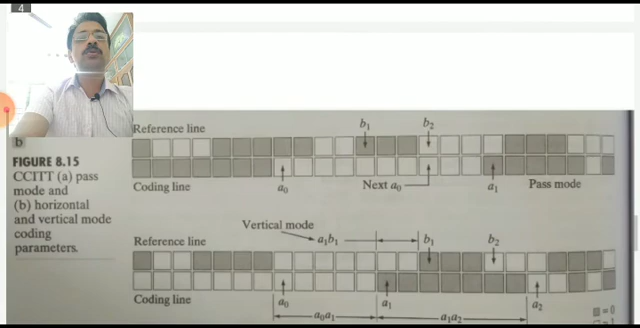 4
b
FIGURE 8.15
CCITT (a) pass
mode and
(b) horizontal
and vertical mode
coding
parameters.
b1 b2
Reference line
Coding line a0 Next a0 a1 Pass mode
Vertical mode
Reference line a1b1 b1 b2
Coding line a0 a1 a2
a0a1 a1a2
= 0